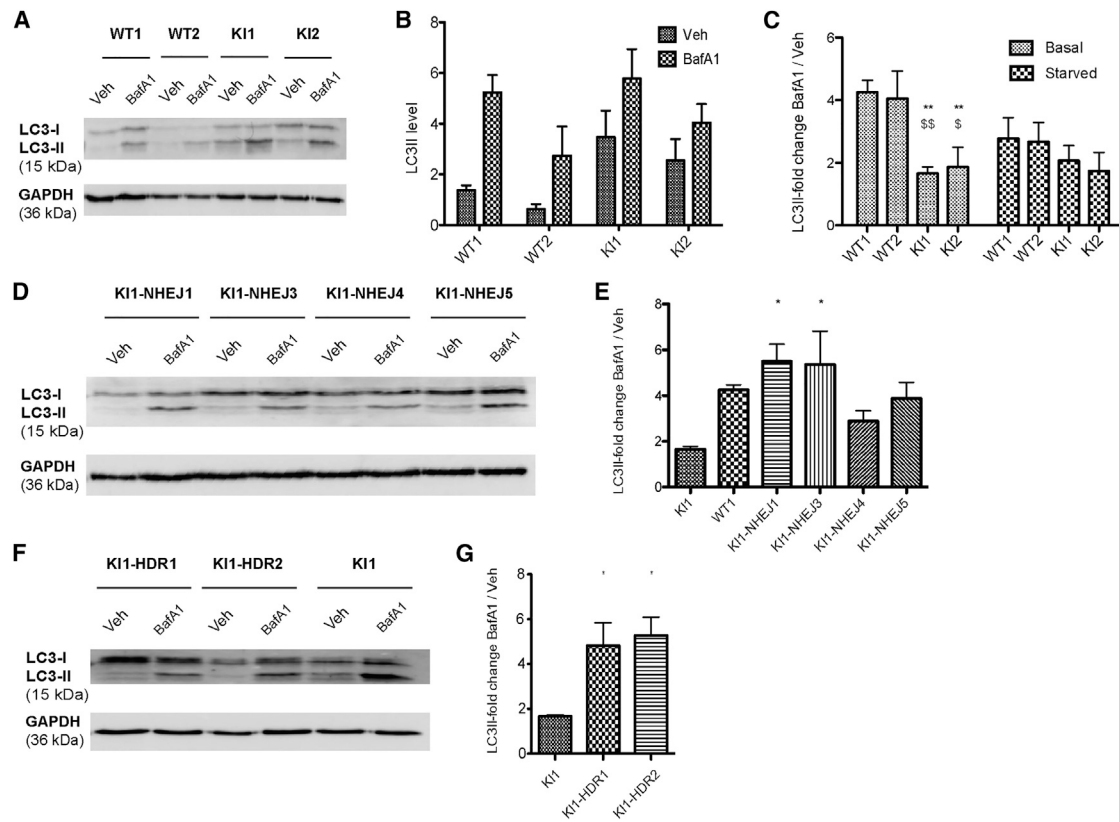 A
WT1 WT2 KI1 KI2
Veh BafA1 Veh BafA1 Veh BafA1 Veh BafA1
LC3-I
LC3-II
(15 kDa)
GAPDH
(36 kDa)
B
LC3II level
8
6
4
2
0
Veh
BafA1
WT1 WT2 KI1 KI2
C
LC3II-fold change BafA1 / Veh
6
4
2
0
Basal
Starved
** **
$$ $
WT1 WT2 KI1 KI2 WT1 WT2 KI1 KI2
D
KI1-NHEJ1 KI1-NHEJ3 KI1-NHEJ4 KI1-NHEJ5
Veh BafA1 Veh BafA1 Veh BafA1 Veh BafA1
LC3-I
LC3-II
(15 kDa)
GAPDH
(36 kDa)
E
LC3II-fold change BafA1 / Veh
8
6
4
2
0
* *
KI1 WT1 KI1-NHEJ1 KI1-NHEJ3 KI1-NHEJ4 KI1-NHEJ5
F
KI1-HDR1 KI1-HDR2 KI1
Veh BafA1 Veh BafA1 Veh BafA1
LC3-I
LC3-II
(15 kDa)
GAPDH
(36 kDa)
G
LC3II-fold change BafA1 / Veh
8
6
4
2
0
* *
KI1 KI1-HDR1 KI1-HDR2